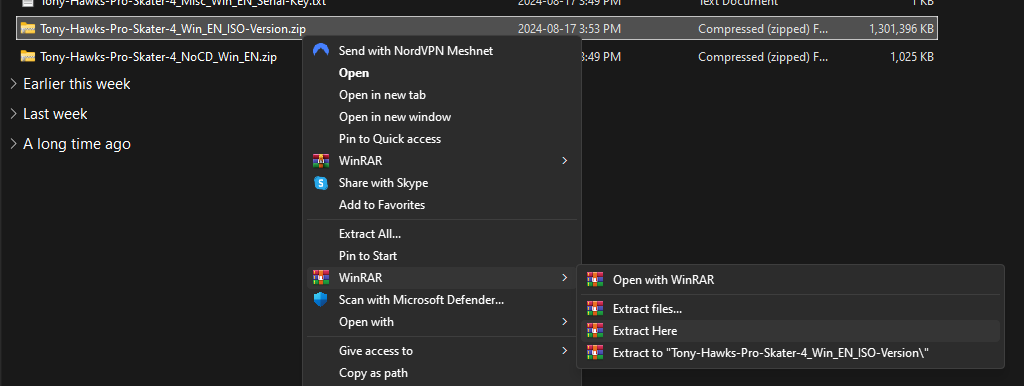 Tony-Hawks-Pro-Skater-4_Misc_Win_EN_Serial-Key.txt 2024-08-17 3:49 PM Text Document 1 KB
Tony-Hawks-Pro-Skater-4_Win_EN_ISO-Version.zip 2024-08-17 3:53 PM Compressed (zipped) F... 1,301,396 KB
Tony-Hawks-Pro-Skater-4_NoCD_Win_EN.zip 3:49 PM Compressed (zipped) F... 1,025 KB
Earlier this week
Last week
A long time ago
Send with NordVPN Meshnet
Open
Open in new tab
Open in new window
Pin to Quick access
WinRAR
Share with Skype
Add to Favorites
Extract All...
Pin to Start
WinRAR
Scan with Microsoft Defender...
Open with
Give access to
Copy as path
Open with WinRAR
Extract files...
Extract Here
Extract to "Tony-Hawks-Pro-Skater-4_Win_EN_ISO-Version\"